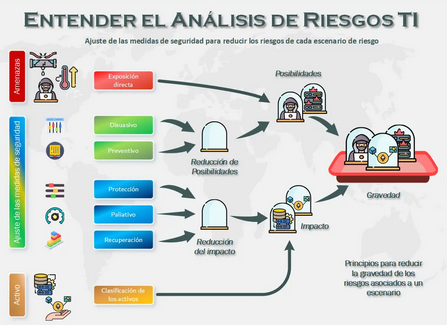 ENTENDER EL ANÁLISIS DE RIESGOS TI
Ajuste de las medidas de seguridad para reducir los riesgos de cada escenario de riesgo
Amenazas
Exposición
directa
Posibilidades
Ajuste de las medidas de seguridad
Disuasivo
Preventivo
Reducción de
Posibilidades
Protección
Paliativo
Recuperación
Reducción
del impacto
Impacto
Gravedad
Activo
Clasificación de
los activos
Principios para reducir
la gravedad de los
riesgos asociados a un
escenario